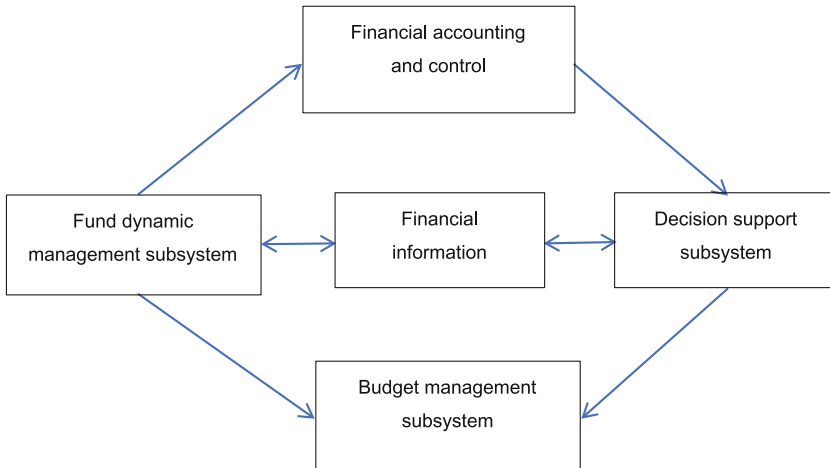 Financial accounting
and control
Fund dynamic
management subsystem
Financial
information
Decision support
subsystem
Budget management
subsystem